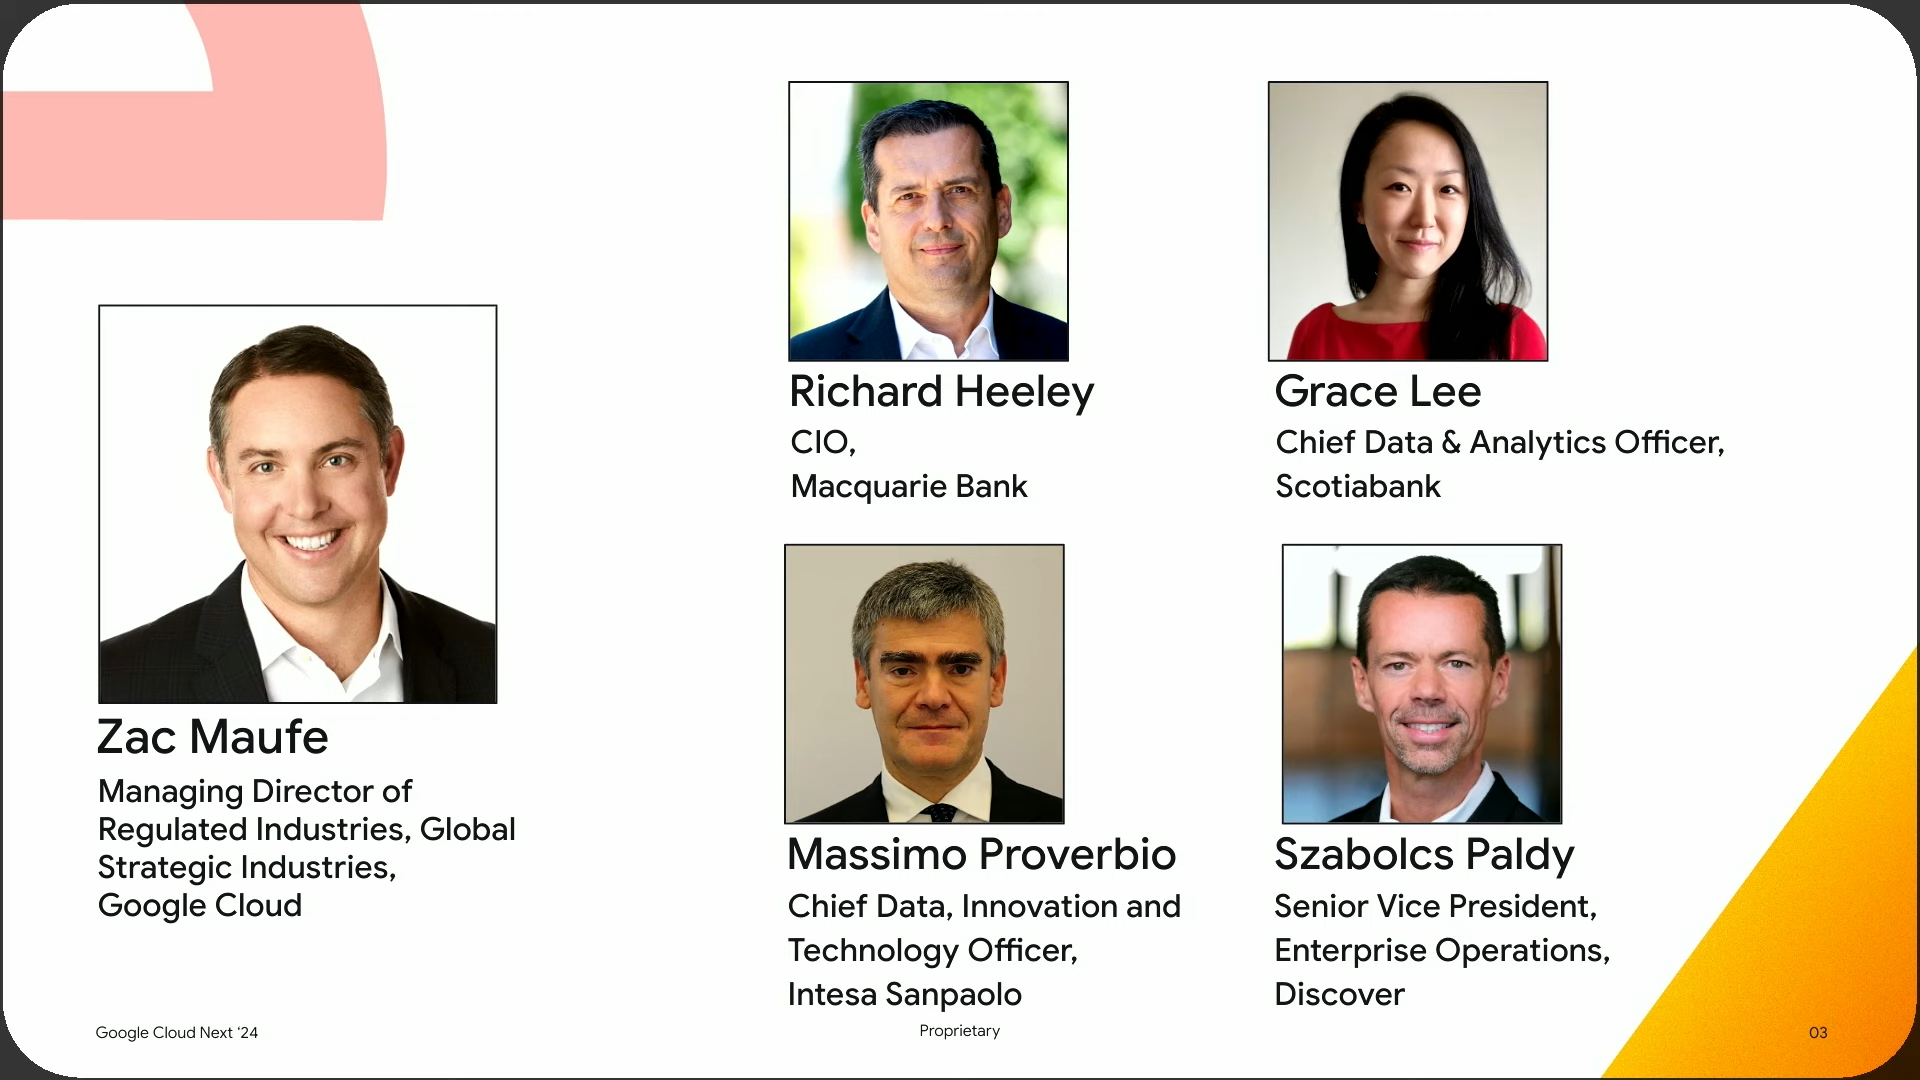 Zac Maufe
Managing Director of
Regulated Industries, Global
Strategic Industries,
Google Cloud
Richard Heeley
CIO,
Macquarie Bank
Grace Lee
Chief Data & Analytics Officer,
Scotiabank
Massimo Proverbio
Chief Data, Innovation and
Technology Officer,
Intesa Sanpaolo
Szabolcs Paldy
Senior Vice President,
Enterprise Operations,
Discover
Google Cloud Next ‘24
Proprietary
03